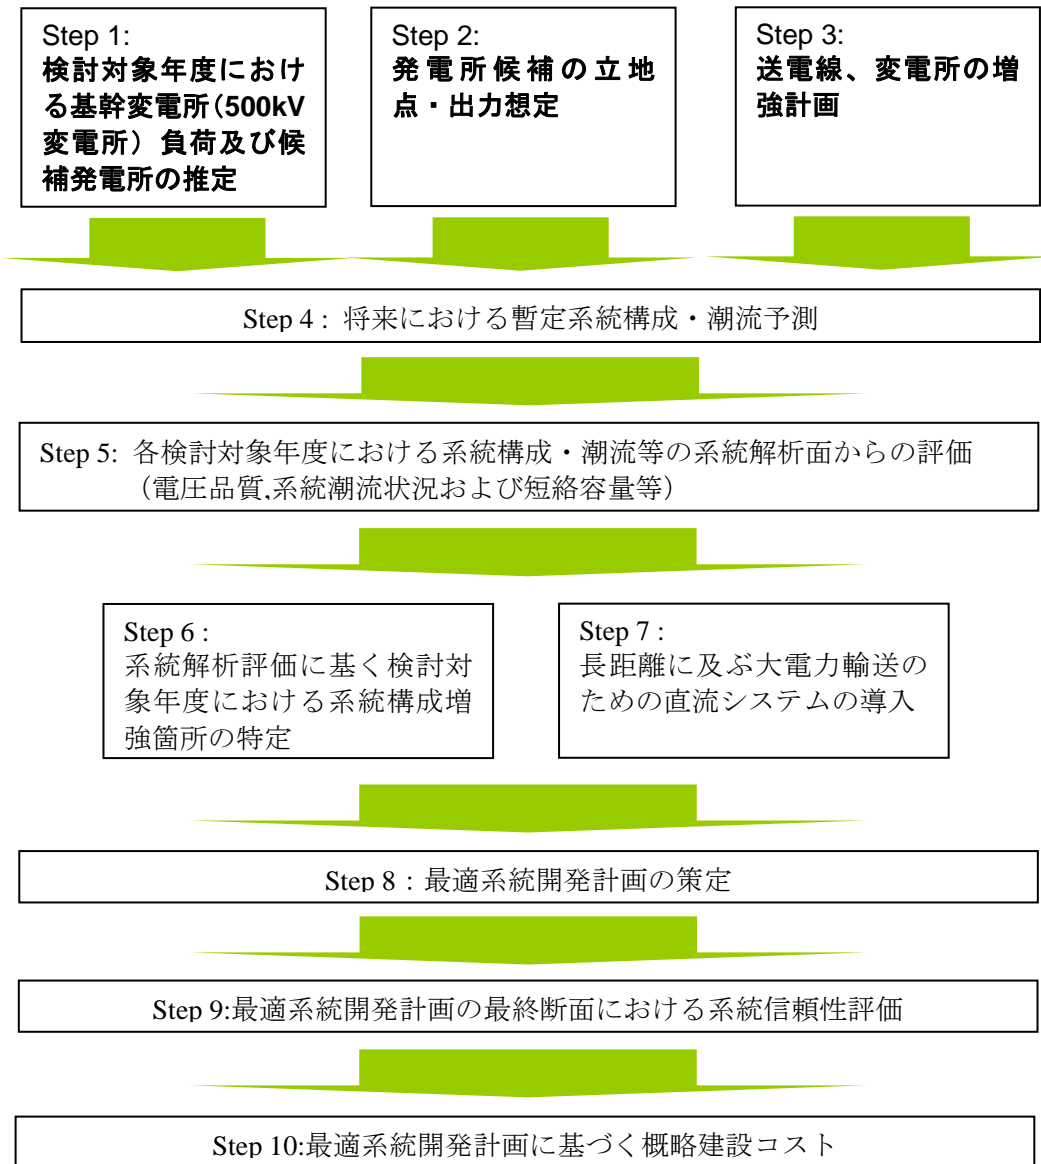 Step 1:
検討対象年度におけ
る基幹変電所（500kV
変電所）負荷及び候
補発電所の推定
Step 2:
発電所候補の立地
点・出力想定
Step 3:
送電線、変電所の増
強計画
Step 4 : 将来における暫定系統構成・潮流予測
Step 5: 各検討対象年度における系統構成・潮流等の系統解析面からの評価
（電圧品質,系統潮流状況および短絡容量等）
Step 6 :
系統解析評価に基く検討対
象年度における系統構成増
強箇所の特定
Step 7 :
長距離に及ぶ大電力輸送の
ための直流システムの導入
Step 8：最適系統開発計画の策定
Step 9:最適系統開発計画の最終断面における系統信頼性評価
Step 10:最適系統開発計画に基づく概略建設コスト